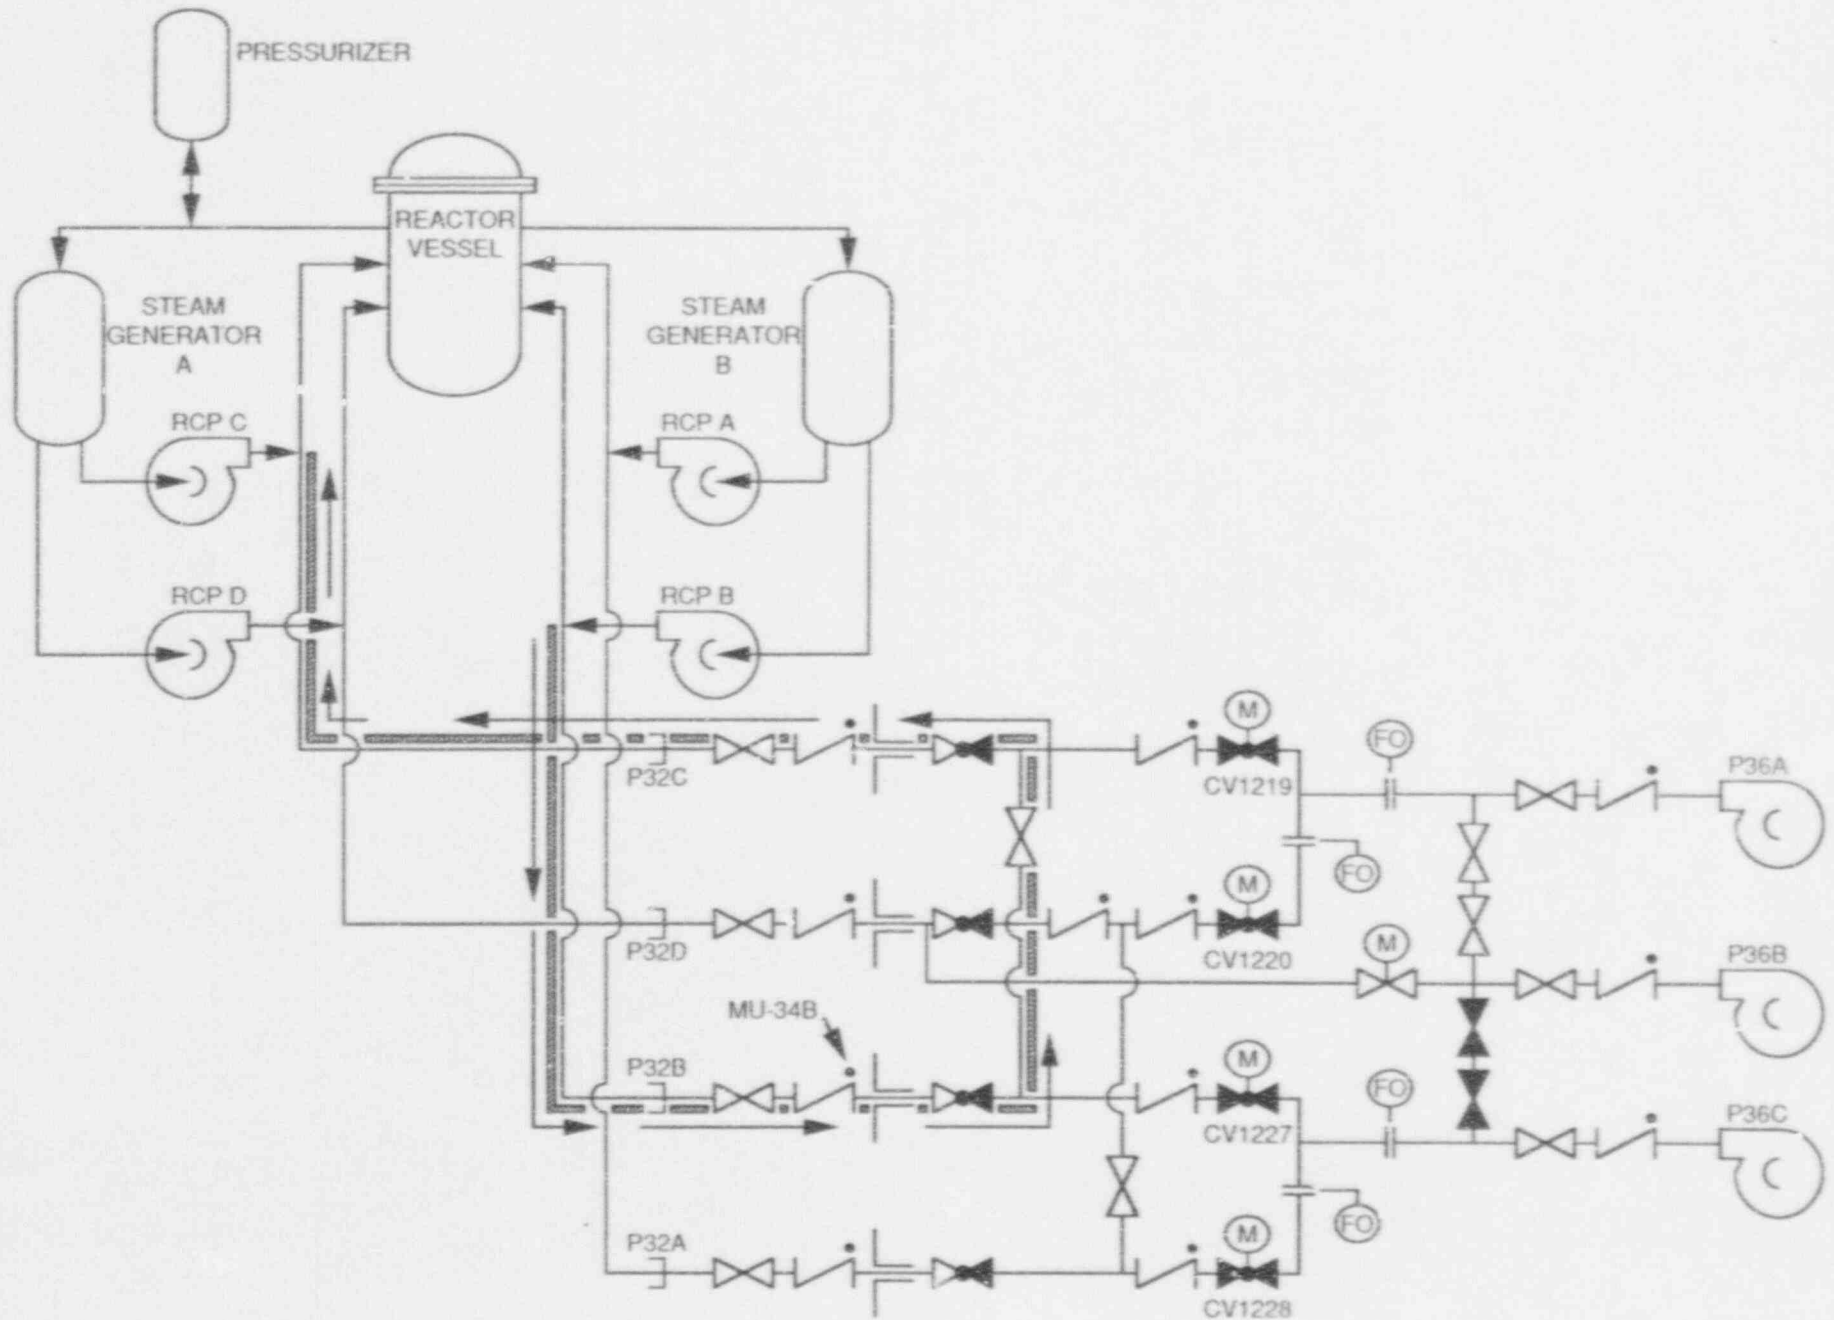 PRESSURIZER
REACTOR
VESSEL
STEAM
GENERATOR
A
STEAM
GENERATOR
B
RCP C
RCP A
RCP D
RCP B
P32C
M
CV1219
FO
P36A
FO
P32D
M
CV1220
M
P36B
MU-34B
P32B
M
CV1227
FO
P36C
FO
P32A
M
CV1228